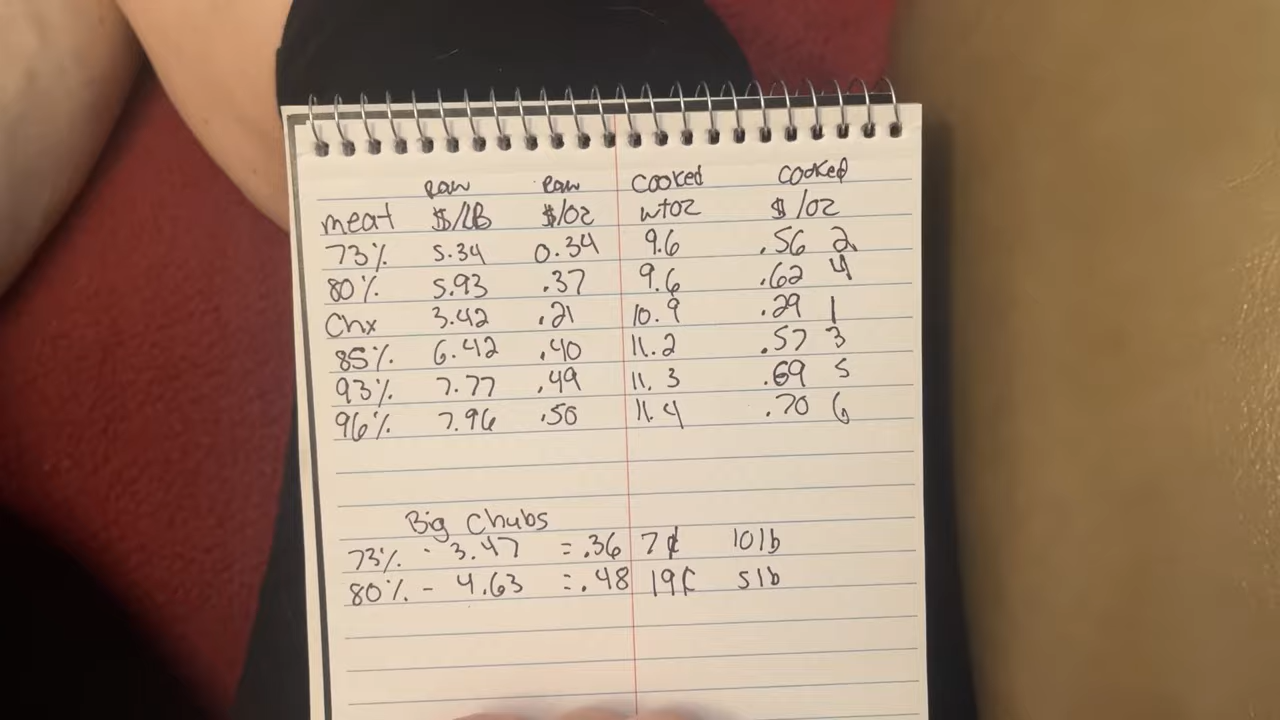 raw raw cooked cooked
meat $/LB $/oz wtoz $/oz
73% 5.34 0.34 9.6 .56 2
80% 5.93 .37 9.6 .62 4
Chx 3.42 .21 10.9 .29 1
85% 6.42 .40 11.2 .57 3
93% 7.77 .49 11.3 .69 5
96% 7.96 .50 11.4 .70 6
Big Chubs
73% - 3.47 = .36 7¢ 10lb
80% - 4.63 = .48 19¢ 5lb